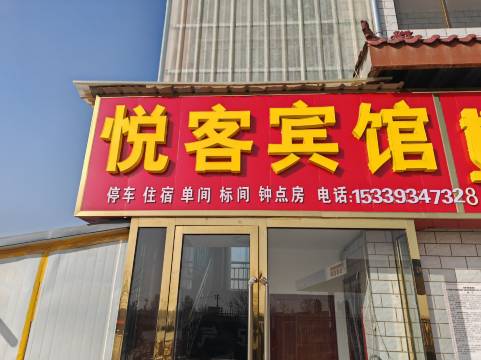 悦客宾馆
停车 住宿 单间 标间 钟点房 电话:15339347328